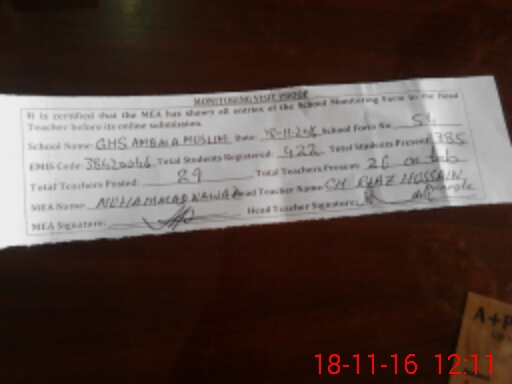 MONITORING VISIT PROOF
It is certified that the MEA has shown all entries of the School Monitoring Form to the Head
Teacher before its online submission.
School Name: GHS AMBALA MUSLIM Date: 18-11-2016 School Form No. 54
EMIS Code: Total Students Registered: 422 Total Students Present: 385
Total Teachers Posted: 29 Total Teachers Present: 26
MEA Name: MUHAMMAD NAWAZ Head Teacher Name: CH RIAZ HUSSAIN
MEA Signature: Head Teacher Signature:
A+
18-11-16 12:11